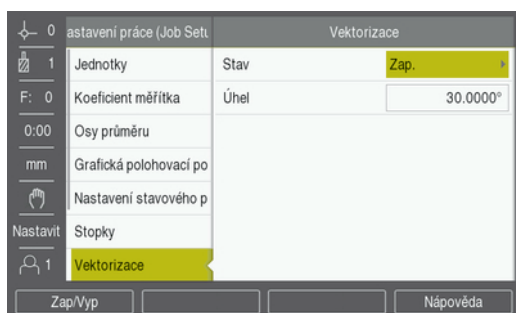 0
1
F: 0
0:00
mm
Nastavit
1
astavení práce (Job Setu
Jednotky
Koeficient měřítka
Osy průměru
Grafická polohovací po
Nastavení stavového p
Stopky
Vektorizace
Vektorizace
Stav Zap.
Úhel 30.0000°
Zap/Vyp
Nápověda